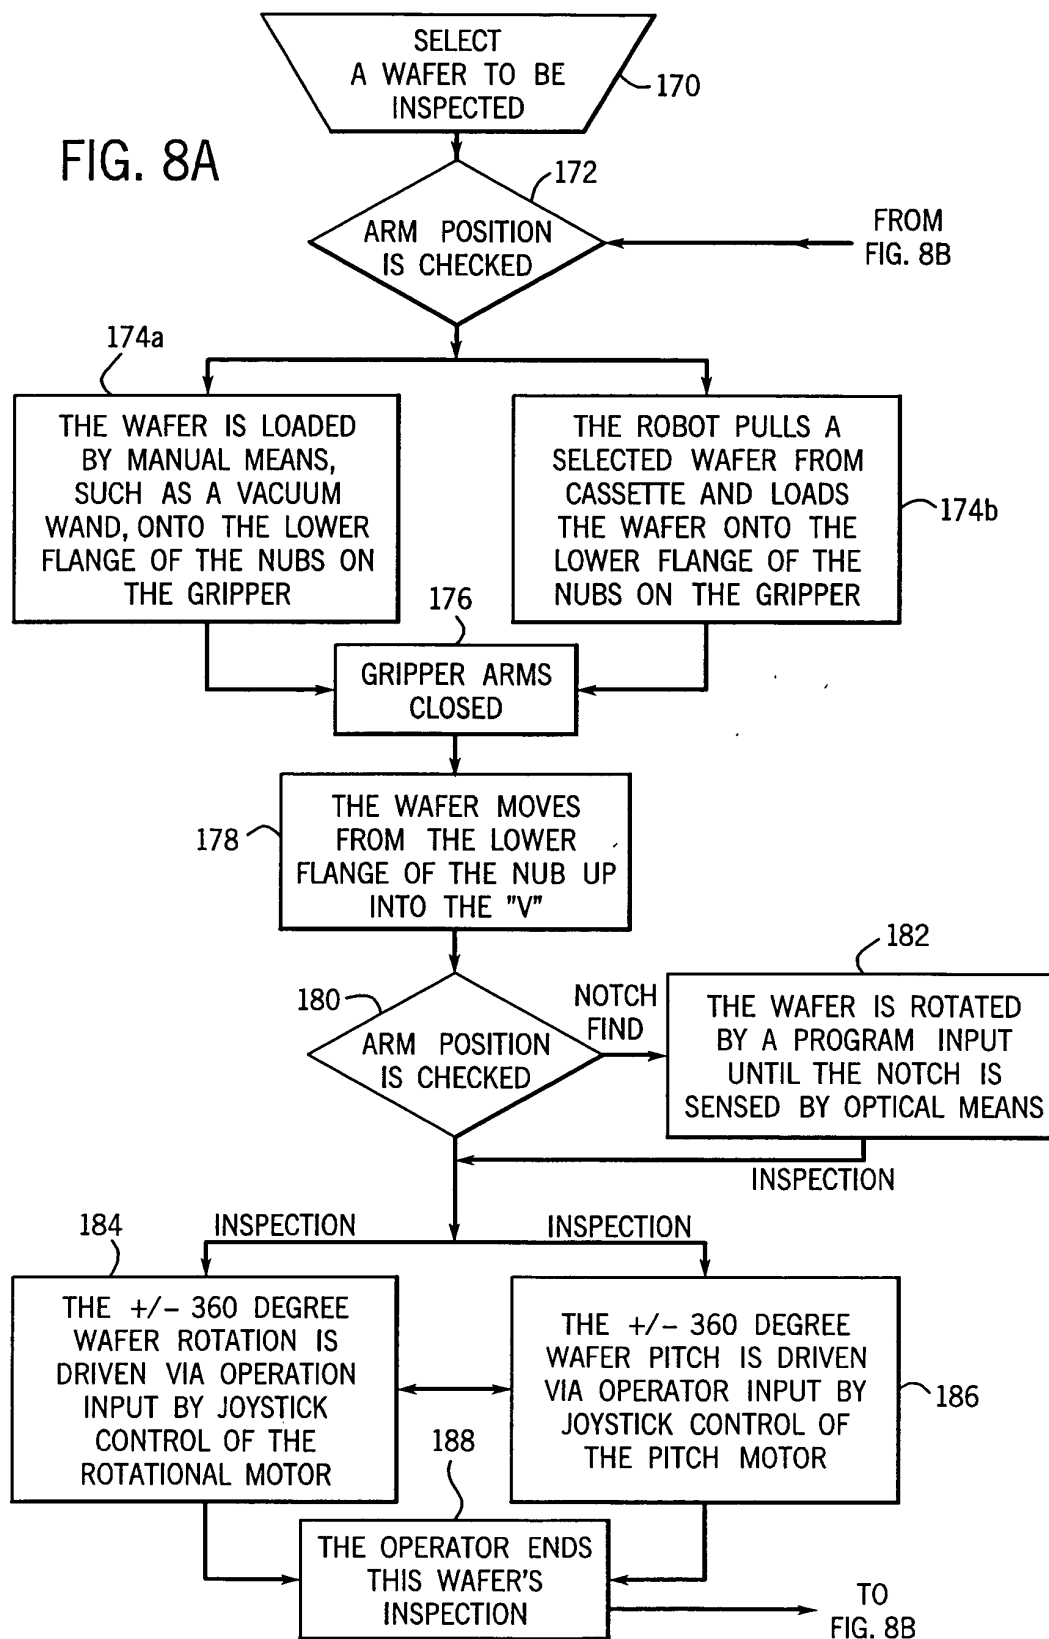 SELECT
A WAFER TO BE
INSPECTED
170
FIG. 8A
172
ARM POSITION
IS CHECKED
FROM
FIG. 8B
174a
THE WAFER IS LOADED
BY MANUAL MEANS,
SUCH AS A VACUUM
WAND, ONTO THE LOWER
FLANGE OF THE NUBS ON
THE GRIPPER
THE ROBOT PULLS A
SELECTED WAFER FROM
CASSETTE AND LOADS
THE WAFER ONTO THE
LOWER FLANGE OF THE
NUBS ON THE GRIPPER
174b
176
GRIPPER ARMS
CLOSED
178
THE WAFER MOVES
FROM THE LOWER
FLANGE OF THE NUB UP
INTO THE "V"
180
ARM POSITION
IS CHECKED
NOTCH
FIND
182
THE WAFER IS ROTATED
BY A PROGRAM INPUT
UNTIL THE NOTCH IS
SENSED BY OPTICAL MEANS
INSPECTION
INSPECTION
INSPECTION
184
THE +/- 360 DEGREE
WAFER ROTATION IS
DRIVEN VIA OPERATION
INPUT BY JOYSTICK
CONTROL OF THE
ROTATIONAL MOTOR
THE +/- 360 DEGREE
WAFER PITCH IS DRIVEN
VIA OPERATOR INPUT BY
JOYSTICK CONTROL OF
THE PITCH MOTOR
186
188
THE OPERATOR ENDS
THIS WAFER'S
INSPECTION
TO
FIG. 8B